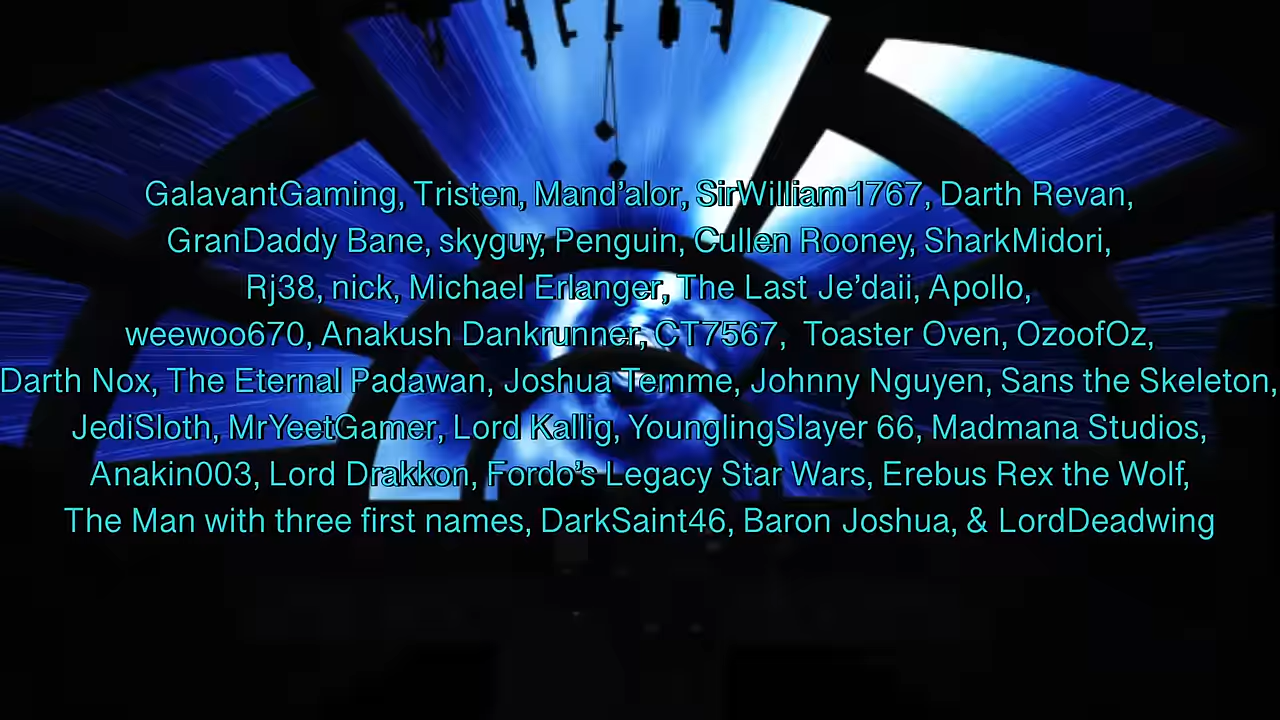 GalavantGaming, Tristen, Mand’alor, SirWilliam1767, Darth Revan,
GranDaddy Bane, skyguy, Penguin, Cullen Rooney, SharkMidori,
Rj38, nick, Michael Erlanger, The Last Je’daii, Apollo,
weewoo670, Anakush Dankrunner, CT7567,  Toaster Oven, OzoofOz,
Darth Nox, The Eternal Padawan, Joshua Temme, Johnny Nguyen, Sans the Skeleton,
JediSloth, MrYeetGamer, Lord Kallig, YounglingSlayer 66, Madmana Studios,
Anakin003, Lord Drakkon, Fordo’s Legacy Star Wars, Erebus Rex the Wolf,
The Man with three first names, DarkSaint46, Baron Joshua, & LordDeadwing